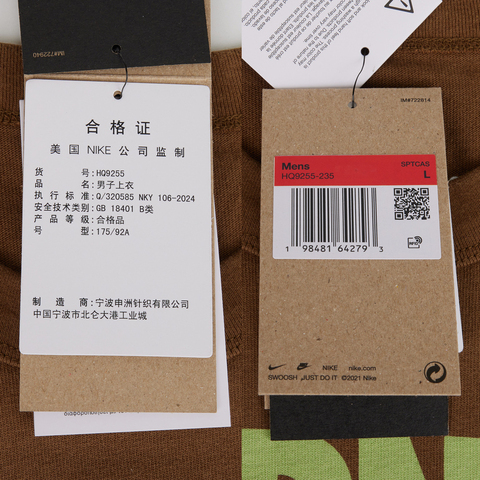 IM#722040
合格证
美国 NIKE 公司监制
货 号:HQ9255
品 名:男子上衣
执行标准:Q/320585 NKY 106-2024
安全技术类别:GB 18401 B类
产品等级:合格品
号 型:175/92A
制造商:宁波申洲针织有限公司
中国宁波市北仑大港工业城
IM#722914
Mens
SPTCAS
HQ9255-235
L
1 98481 64279 3
NIKE
nike.com
SWOOSH JUST DO IT ©2021 Nike